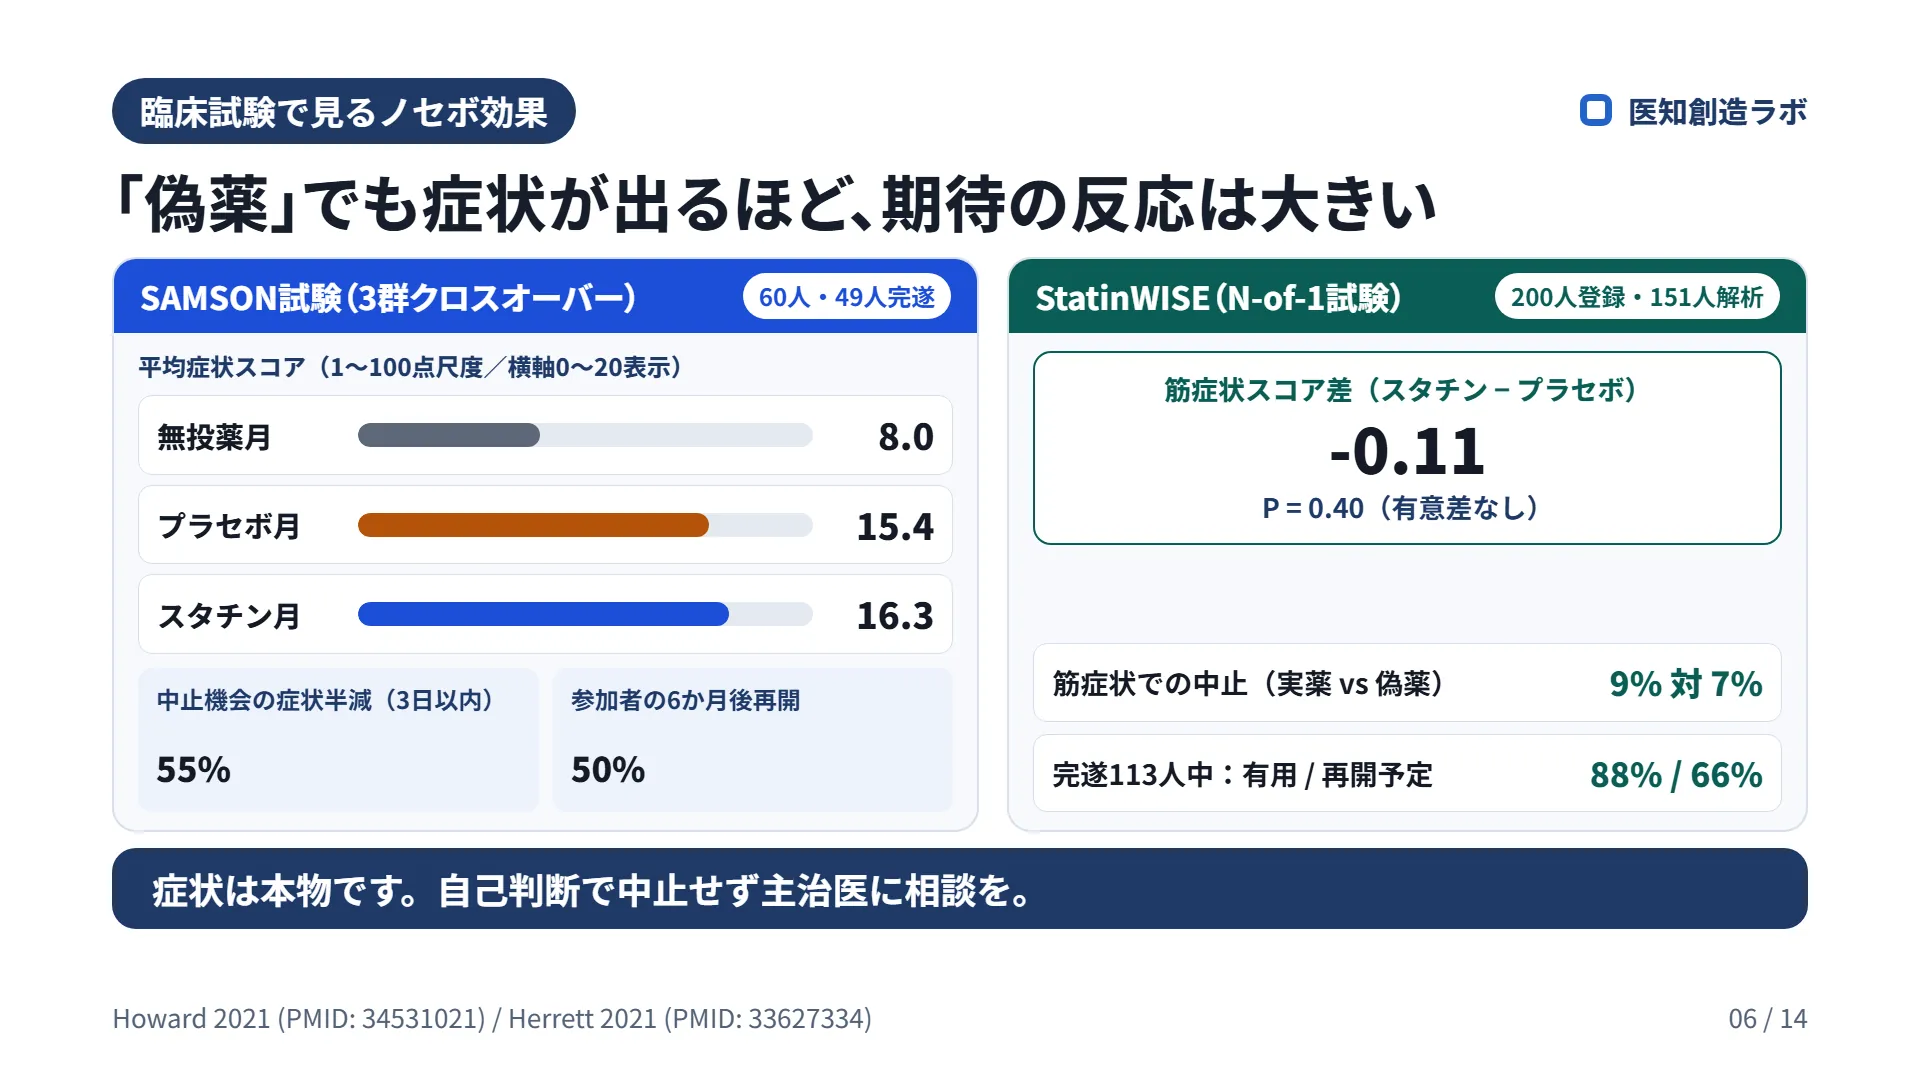 臨床試験で見るノセボ効果
医知創造ラボ
「偽薬」でも症状が出るほど、期待の反応は大きい
SAMSON試験（3群クロスオーバー）
60人・49人完遂
平均症状スコア（1〜100点尺度／横軸0〜20表示）
無投薬月
8.0
プラセボ月
15.4
スタチン月
16.3
中止機会の症状半減（3日以内）
55%
参加者の6か月後再開
50%
StatinWISE（N-of-1試験）
200人登録・151人解析
筋症状スコア差（スタチン − プラセボ）
-0.11
P = 0.40（有意差なし）
筋症状での中止（実薬 vs 偽薬）
9% 対 7%
完遂113人中：有用 / 再開予定
88% / 66%
症状は本物です。自己判断で中止せず主治医に相談を。
Howard 2021 (PMID: 34531021) / Herrett 2021 (PMID: 33627334)
06 / 14